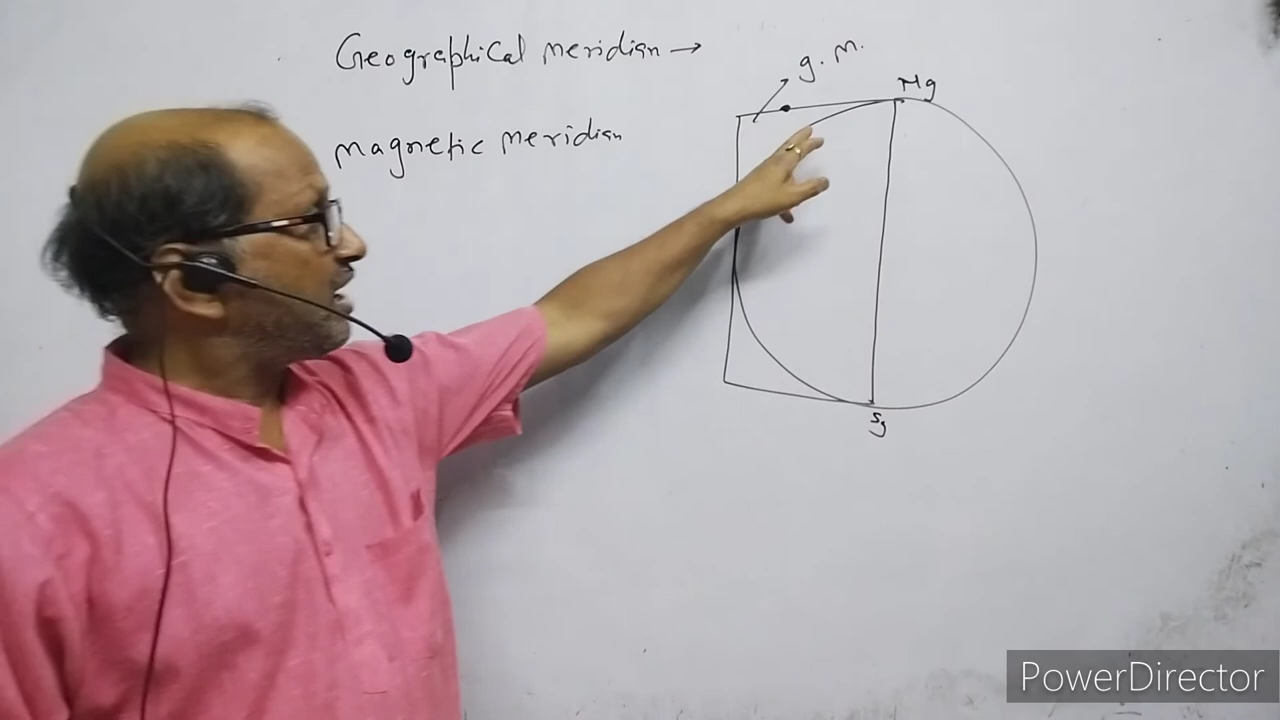 Geographical meridian →
g. m.
Ng
magnetic meridian
Sg
PowerDirector